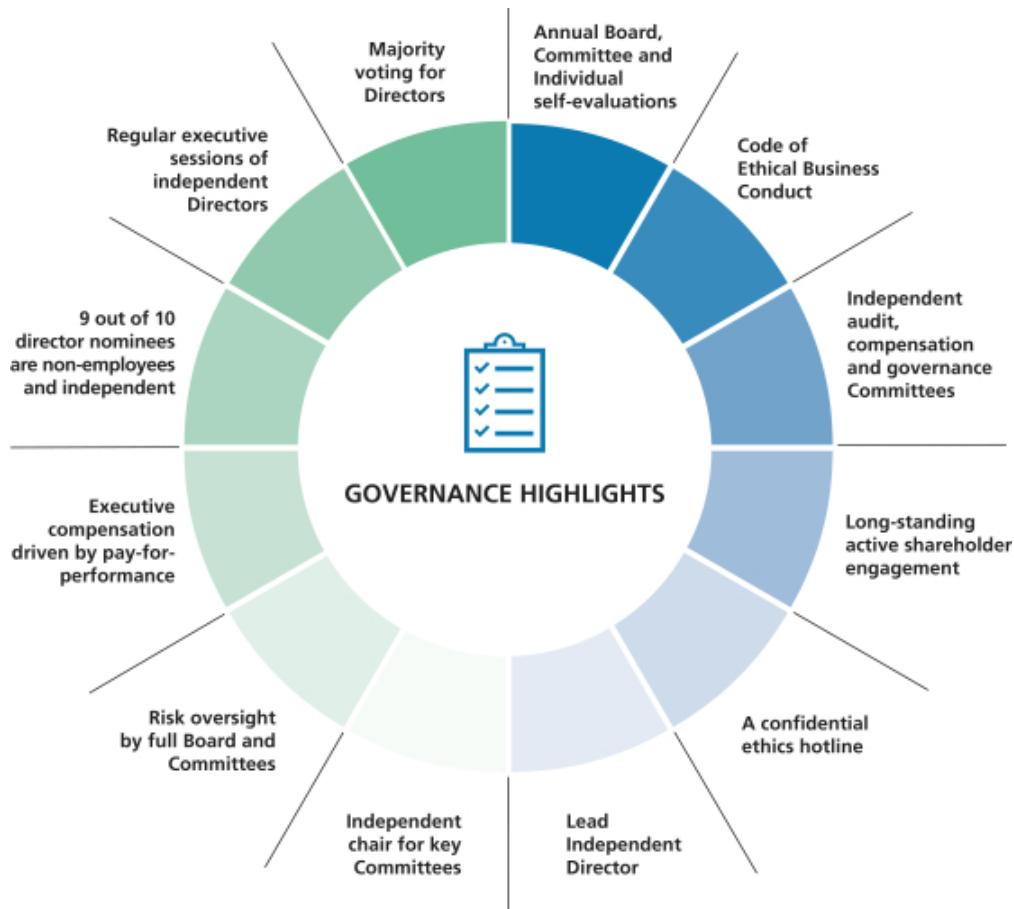 Annual Board,
Committee and
Individual
self-evaluations
Code of
Ethical Business
Conduct
Independent
audit,
compensation
and governance
Committees
Long-standing
active shareholder
engagement
A confidential
ethics hotline
Lead
Independent
Director
Independent
chair for key
Committees
Risk oversight
by full Board and
Committees
Executive
compensation
driven by pay-for-
performance
9 out of 10
director nominees
are non-employees
and independent
Regular executive
sessions of
independent
Directors
Majority
voting for
Directors
GOVERNANCE HIGHLIGHTS